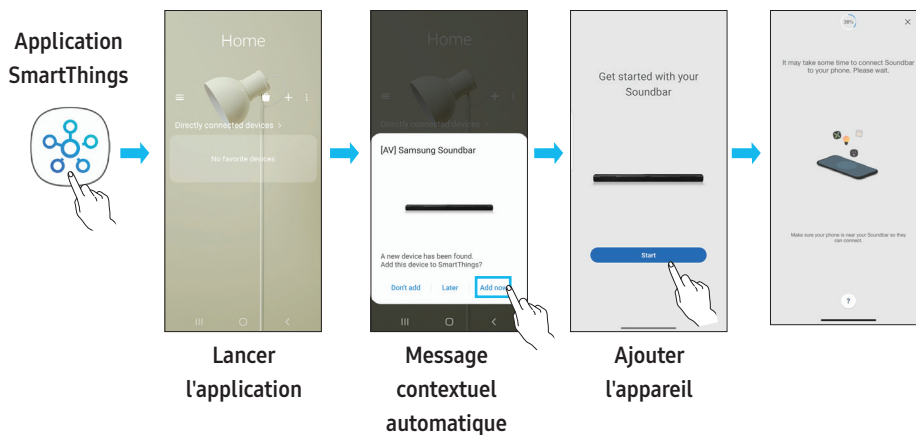 Application
SmartThings
Home
Directly connected devices >
No favorite devices
Lancer
l'application
Home
Directly connected devices >
[AV] Samsung Soundbar
A new device has been found.
Add this device to SmartThings?
Don't add
Later
Add now
Message
contextuel
automatique
Get started with your
Soundbar
Start
Ajouter
l'appareil
38%
It may take some time to connect Soundbar
to your phone. Please wait.
Make sure your phone is near your Soundbar so they
can connect.
?